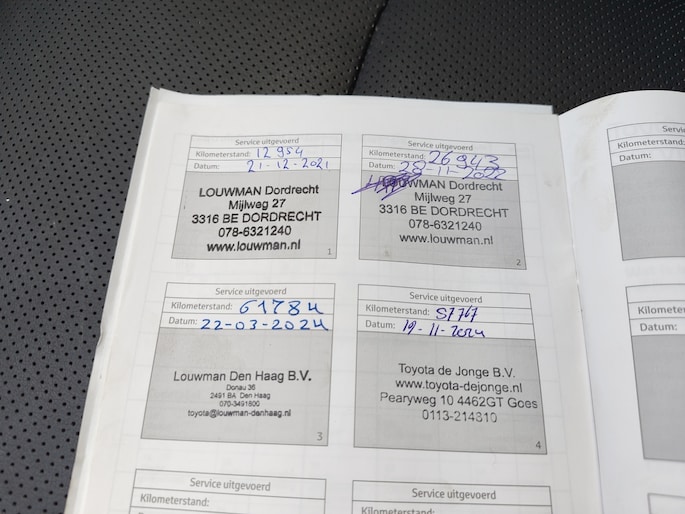 Service uitgevoerd
Kilometerstand: 12 954
Datum: 21-12-2021
LOUWMAN Dordrecht
Mijlweg 27
3316 BE DORDRECHT
078-6321240
www.louwman.nl
1
Service uitgevoerd
Kilometerstand: 26943
Datum: 28-11-2022
LOUWMAN Dordrecht
Mijlweg 27
3316 BE DORDRECHT
078-6321240
www.louwman.nl
2
Service uitgevoerd
Kilometerstand: 61784
Datum: 22-03-2024
Louwman Den Haag B.V.
Donau 36
2491 BA Den Haag
070-3491800
toyota@louwman-denhaag.nl
3
Service uitgevoerd
Kilometerstand:
Datum: 19-11-2024
Toyota de Jonge B.V.
www.toyota-dejonge.nl
Pearyweg 10 4462GT Goes
0113-214310
4
Service uitgevoerd
Kilometerstand:
Service uitgevoerd
Kilometerstand:
Service
Kilometerstand:
Datum:
Service
Kilometerstand:
Datum: